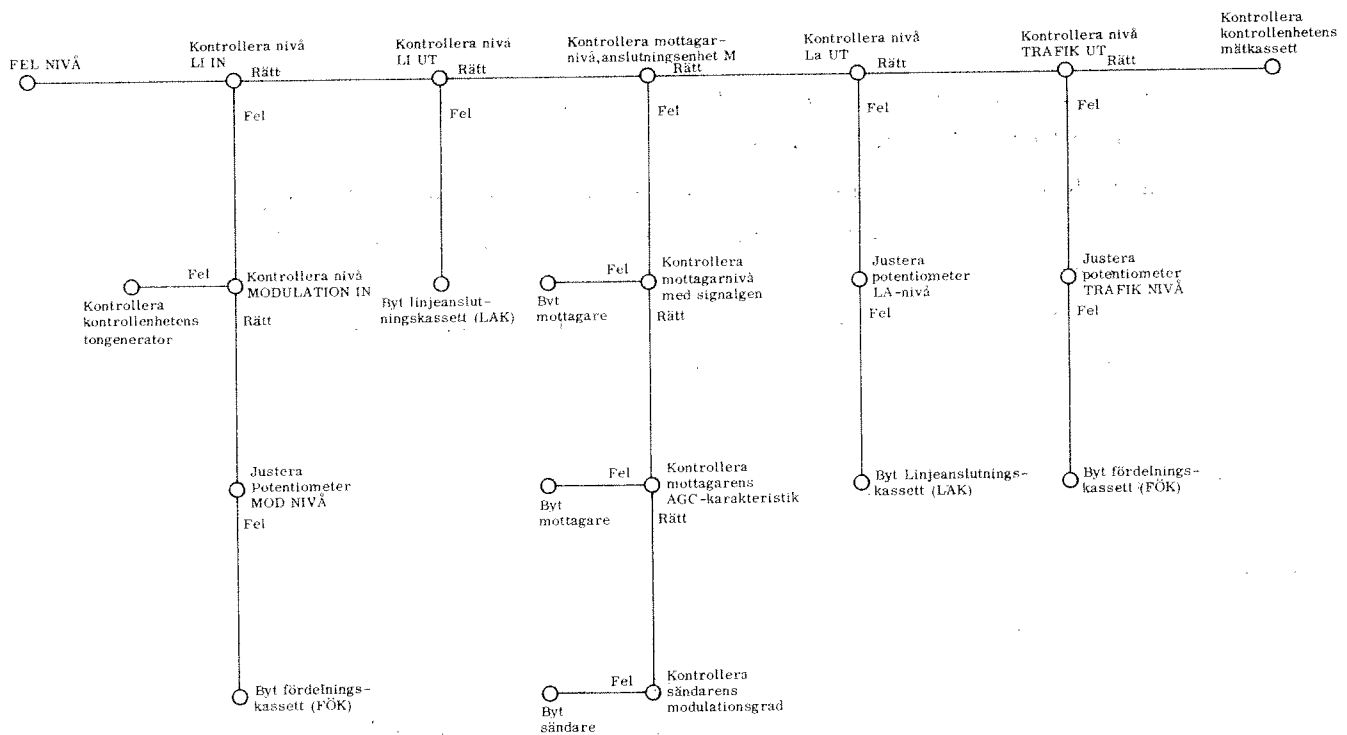 FEL NIVÅ
Kontrollera nivå
LI IN
Rätt
Fel
Kontrollera nivå
LI UT
Rätt
Fel
Kontrollera mottagar-
nivå,anslutningsenhet M
Rätt
Fel
Kontrollera nivå
La UT
Rätt
Fel
Kontrollera nivå
TRAFIK UT
Rätt
Fel
Kontrollera
kontrollenhetens
mätkassett
Fel
Kontrollera
kontrollenhetens
tongenerator
Kontrollera nivå
MODULATION IN
Rätt
Byt linjeanslut-
ningskassett (LAK)
Fel
Byt
mottagare
Kontrollera
mottagarnivå
med signalgen
Rätt
Justera
potentiometer
LA-nivå
Fel
Justera
potentiometer
TRAFIK NIVÅ
Fel
Justera
Potentiometer
MOD NIVÅ
Fel
Fel
Byt
mottagare
Kontrollera
mottagarens
AGC-karakteristik
Rätt
Byt Linjeanslutnings-
kassett (LAK)
Byt fördelnings-
kassett (FÖK)
Byt fördelnings-
kassett (FÖK)
Fel
Byt
sändare
Kontrollera
sändarens
modulationsgrad